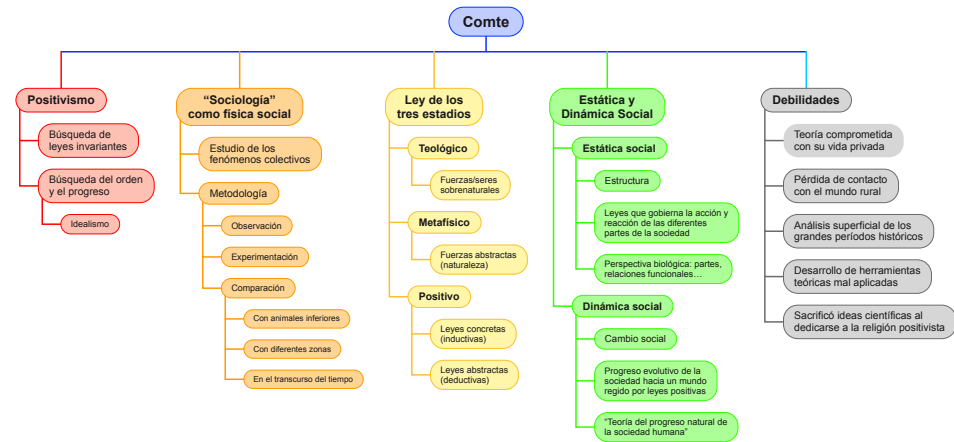 Comte
Positivismo
Búsqueda de
leyes invariantes
Búsqueda del orden
y el progreso
Idealismo
“Sociología”
como física social
Estudio de los
fenómenos colectivos
Metodología
Observación
Experimentación
Comparación
Con animales inferiores
Con diferentes zonas
En el transcurso del tiempo
Ley de los
tres estadios
Teológico
Fuerzas/seres
sobrenaturales
Metafísico
Fuerzas abstractas
(naturaleza)
Positivo
Leyes concretas
(inductivas)
Leyes abstractas
(deductivas)
Estática y
Dinámica Social
Estática social
Estructura
Leyes que gobierna la acción y
reacción de las diferentes
partes de la sociedad
Perspectiva biológica: partes,
relaciones funcionales…
Dinámica social
Cambio social
Progreso evolutivo de la
sociedad hacia un mundo
regido por leyes positivas
“Teoría del progreso natural de
la sociedad humana”
Debilidades
Teoría comprometida
con su vida privada
Pérdida de contacto
con el mundo rural
Análisis superficial de los
grandes períodos históricos
Desarrollo de herramientas
teóricas mal aplicadas
Sacrificó ideas científicas al
dedicarse a la religión positivista